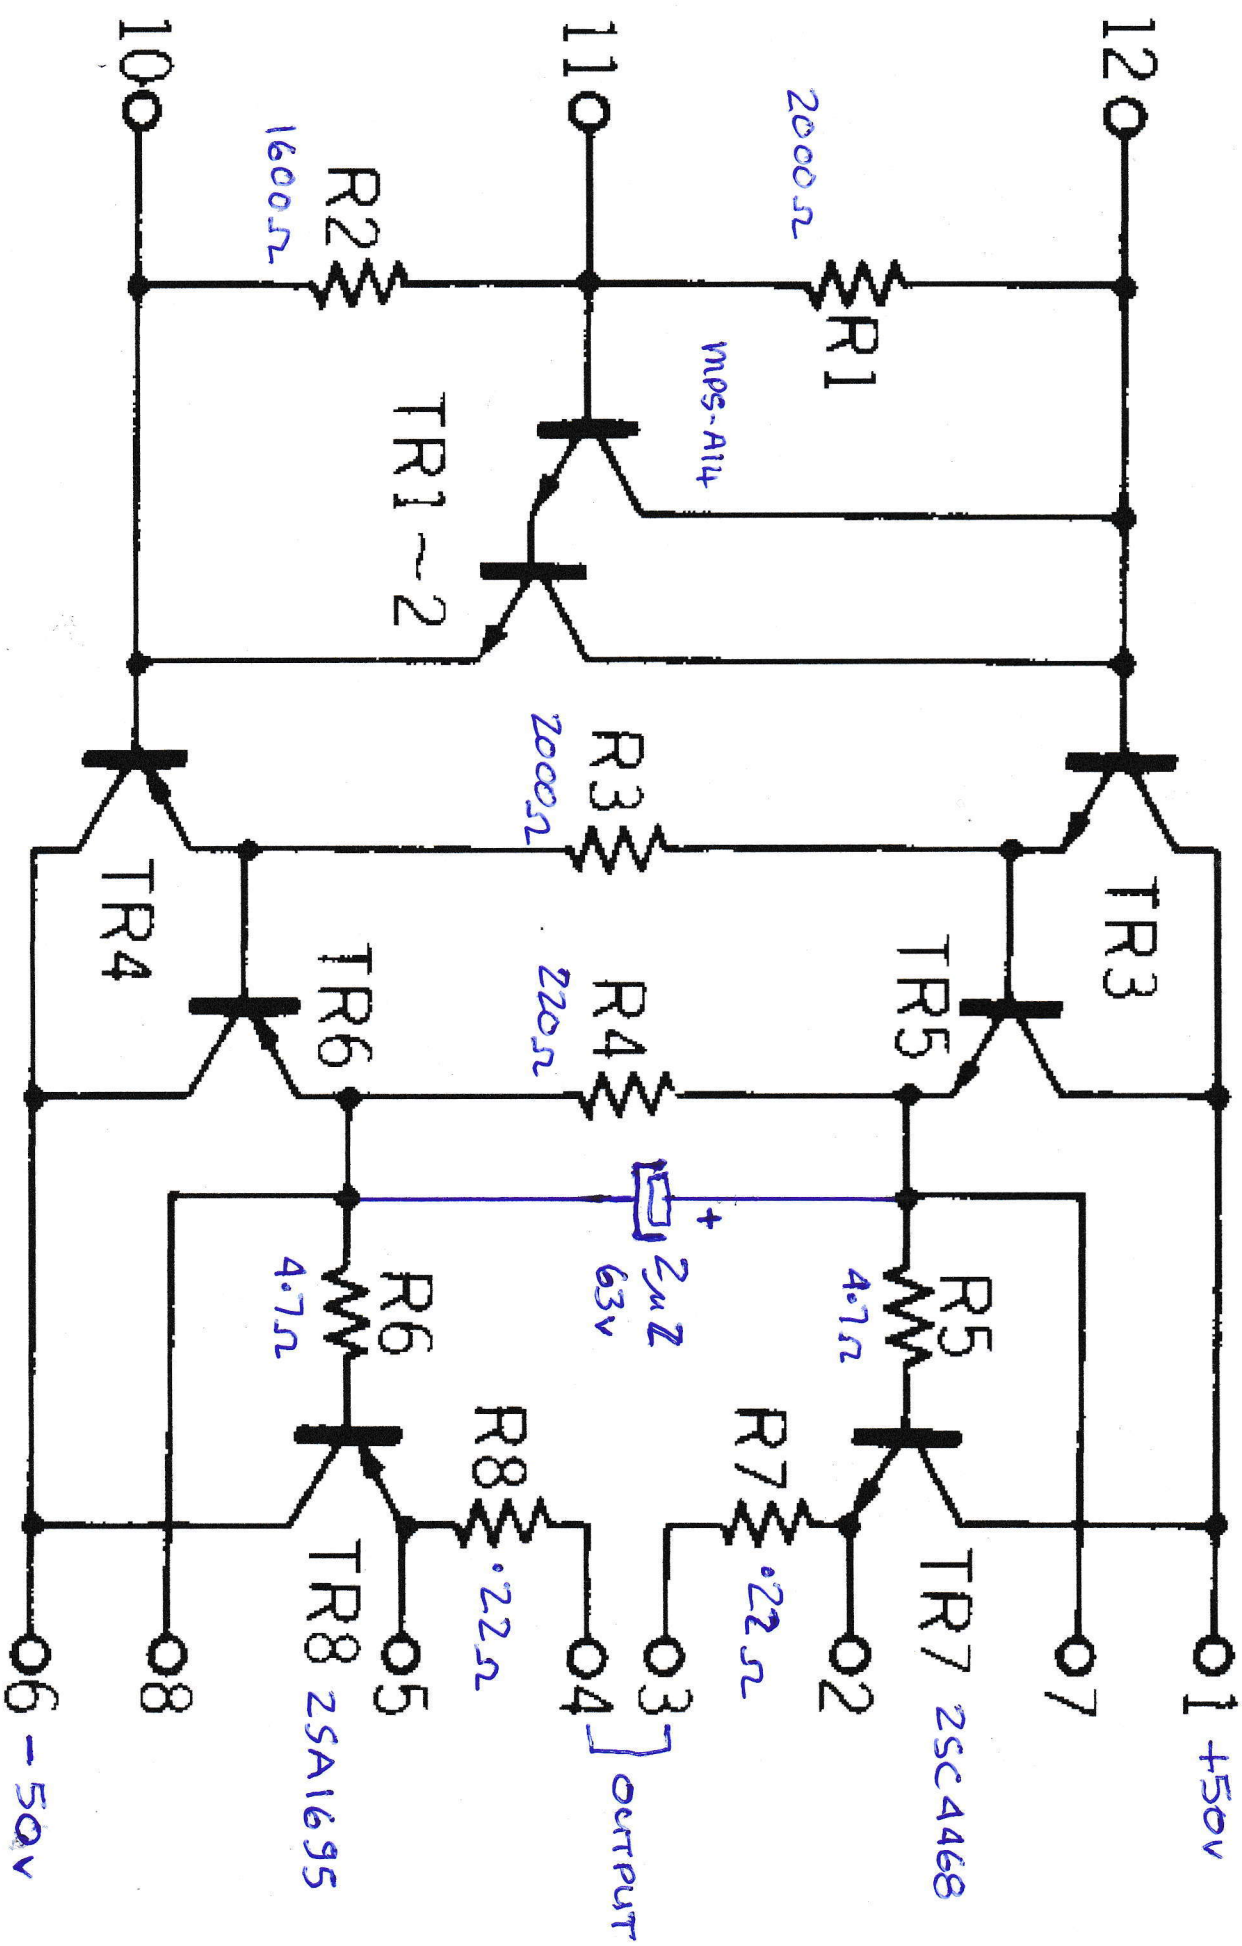 12
11
10
2000Ω
R1
R2
1600Ω
MPS-A14
TR1~2
TR3
R3
2000Ω
TR4
TR5
R4
220Ω
TR6
+
2µ2
63v
R5
4.7Ω
R6
4.7Ω
R7
.22Ω
R8
.22Ω
TR7 2SC4468
TR8 2SA1695
1 +50v
7
2
3
4
OUTPUT
5
8
6 -50v